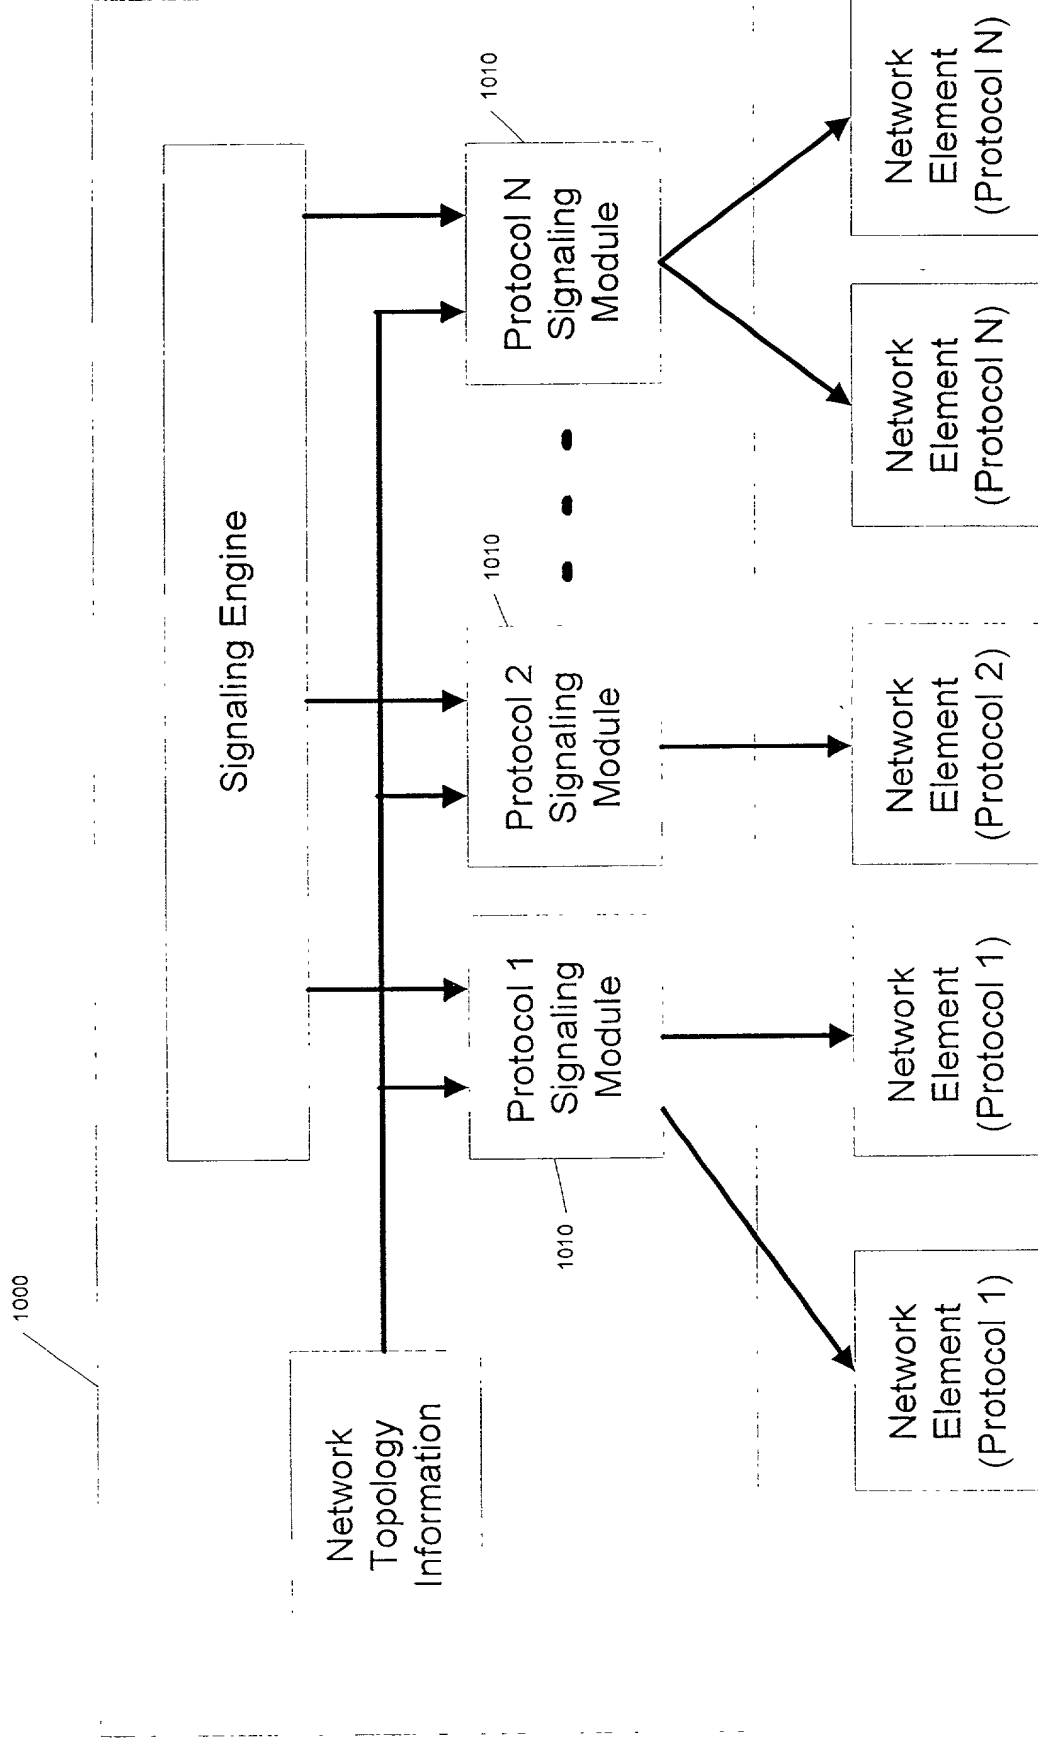 1000
Signaling Engine
Network
Topology
Information
1010
Protocol 1
Signaling
Module
1010
Protocol 2
Signaling
Module
1010
Protocol N
Signaling
Module
Network
Element
(Protocol 1)
Network
Element
(Protocol 1)
Network
Element
(Protocol 2)
Network
Element
(Protocol N)
Network
Element
(Protocol N)